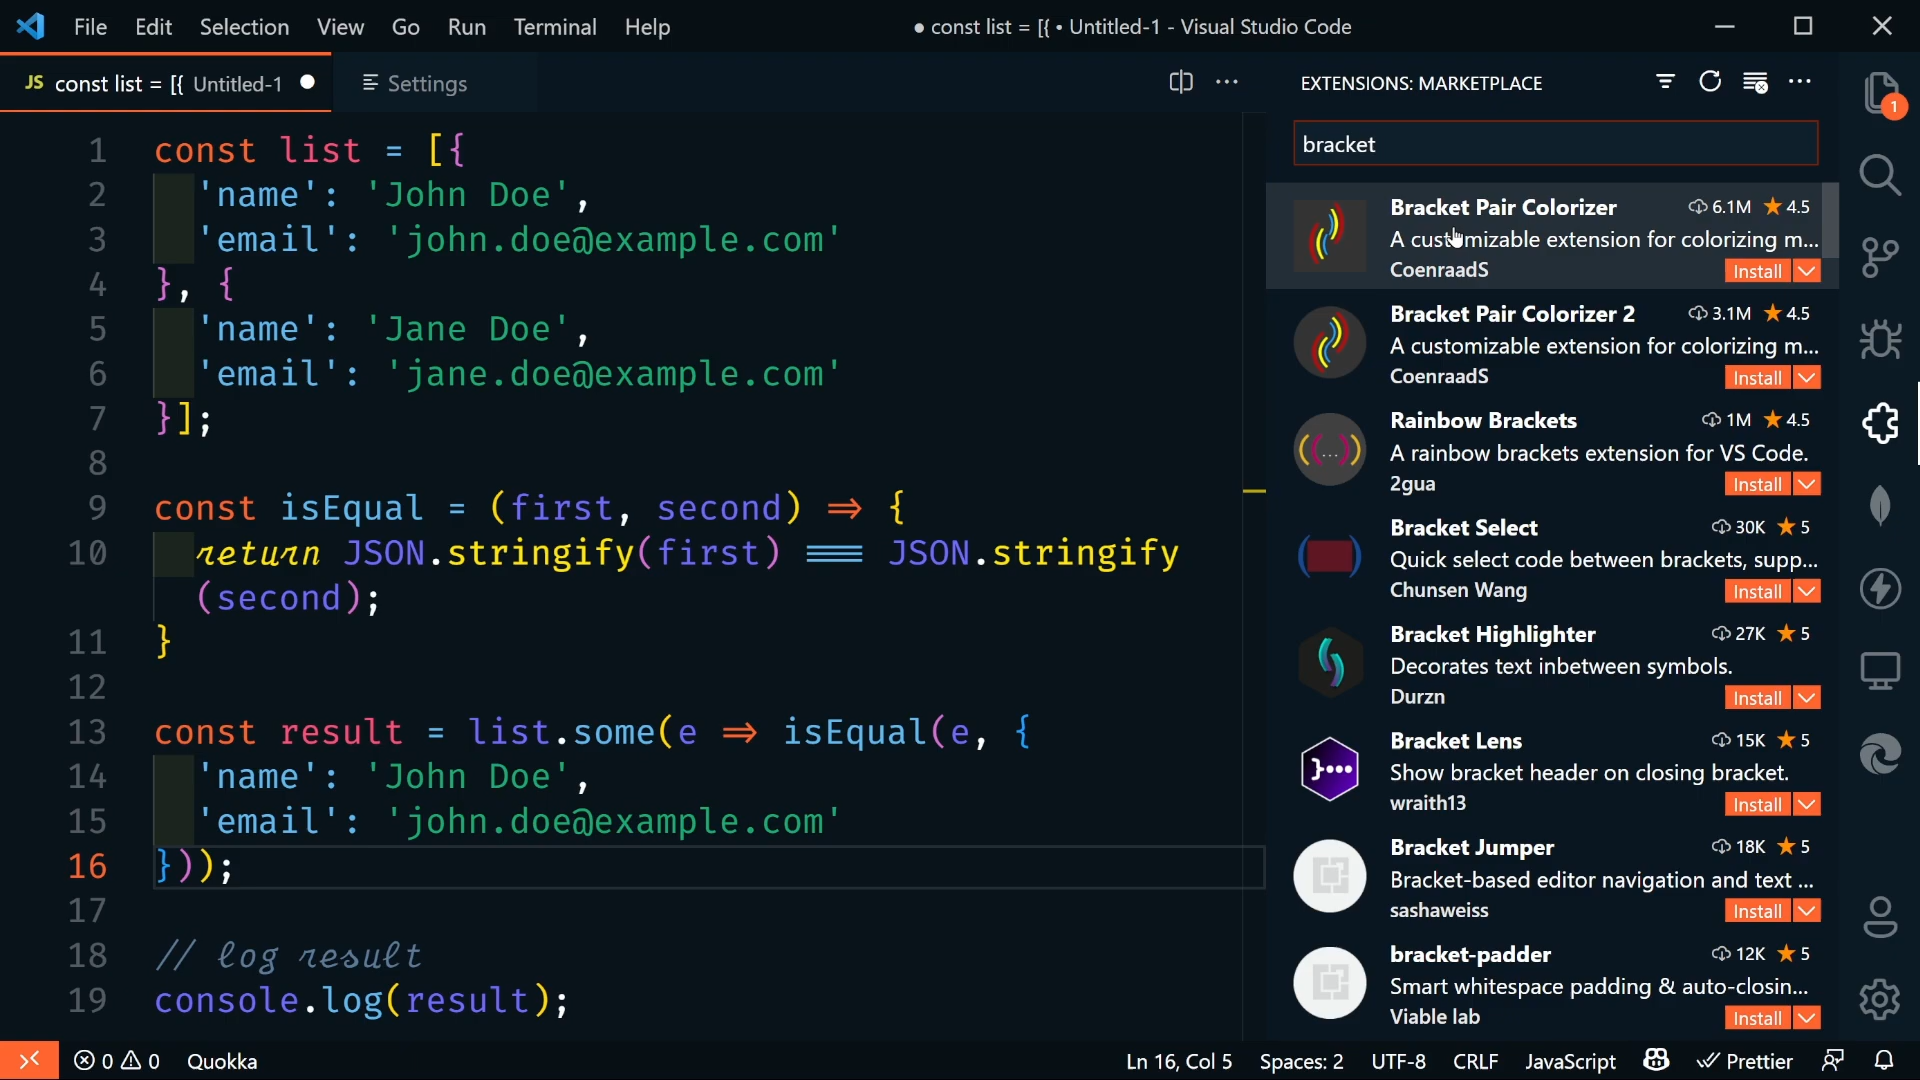 File Edit Selection View Go Run Terminal Help
● const list = [{ • Untitled-1 - Visual Studio Code
JS const list = [{ Untitled-1
Settings
1 const list = [{
2 'name': 'John Doe',
3 'email': 'john.doe@example.com'
4 }, {
5 'name': 'Jane Doe',
6 'email': 'jane.doe@example.com'
7 }];
8
9 const isEqual = (first, second) => {
10 return JSON.stringify(first) === JSON.stringify
(second);
11 }
12
13 const result = list.some(e => isEqual(e, {
14 'name': 'John Doe',
15 'email': 'john.doe@example.com'
16 }));
17
18 // log result
19 console.log(result);
EXTENSIONS: MARKETPLACE
1
bracket
Bracket Pair Colorizer 6.1M ★ 4.5
A customizable extension for colorizing m...
CoenraadS Install
Bracket Pair Colorizer 2 3.1M ★ 4.5
A customizable extension for colorizing m...
CoenraadS Install
Rainbow Brackets 1M ★ 4.5
A rainbow brackets extension for VS Code.
2gua Install
Bracket Select 30K ★ 5
Quick select code between brackets, supp...
Chunsen Wang Install
Bracket Highlighter 27K ★ 5
Decorates text inbetween symbols.
Durzn Install
Bracket Lens 15K ★ 5
Show bracket header on closing bracket.
wraith13 Install
Bracket Jumper 18K ★ 5
Bracket-based editor navigation and text ...
sashaweiss Install
bracket-padder 12K ★ 5
Smart whitespace padding & auto-closin...
Viable lab Install
0 0 Quokka
Ln 16, Col 5 Spaces: 2 UTF-8 CRLF JavaScript Prettier